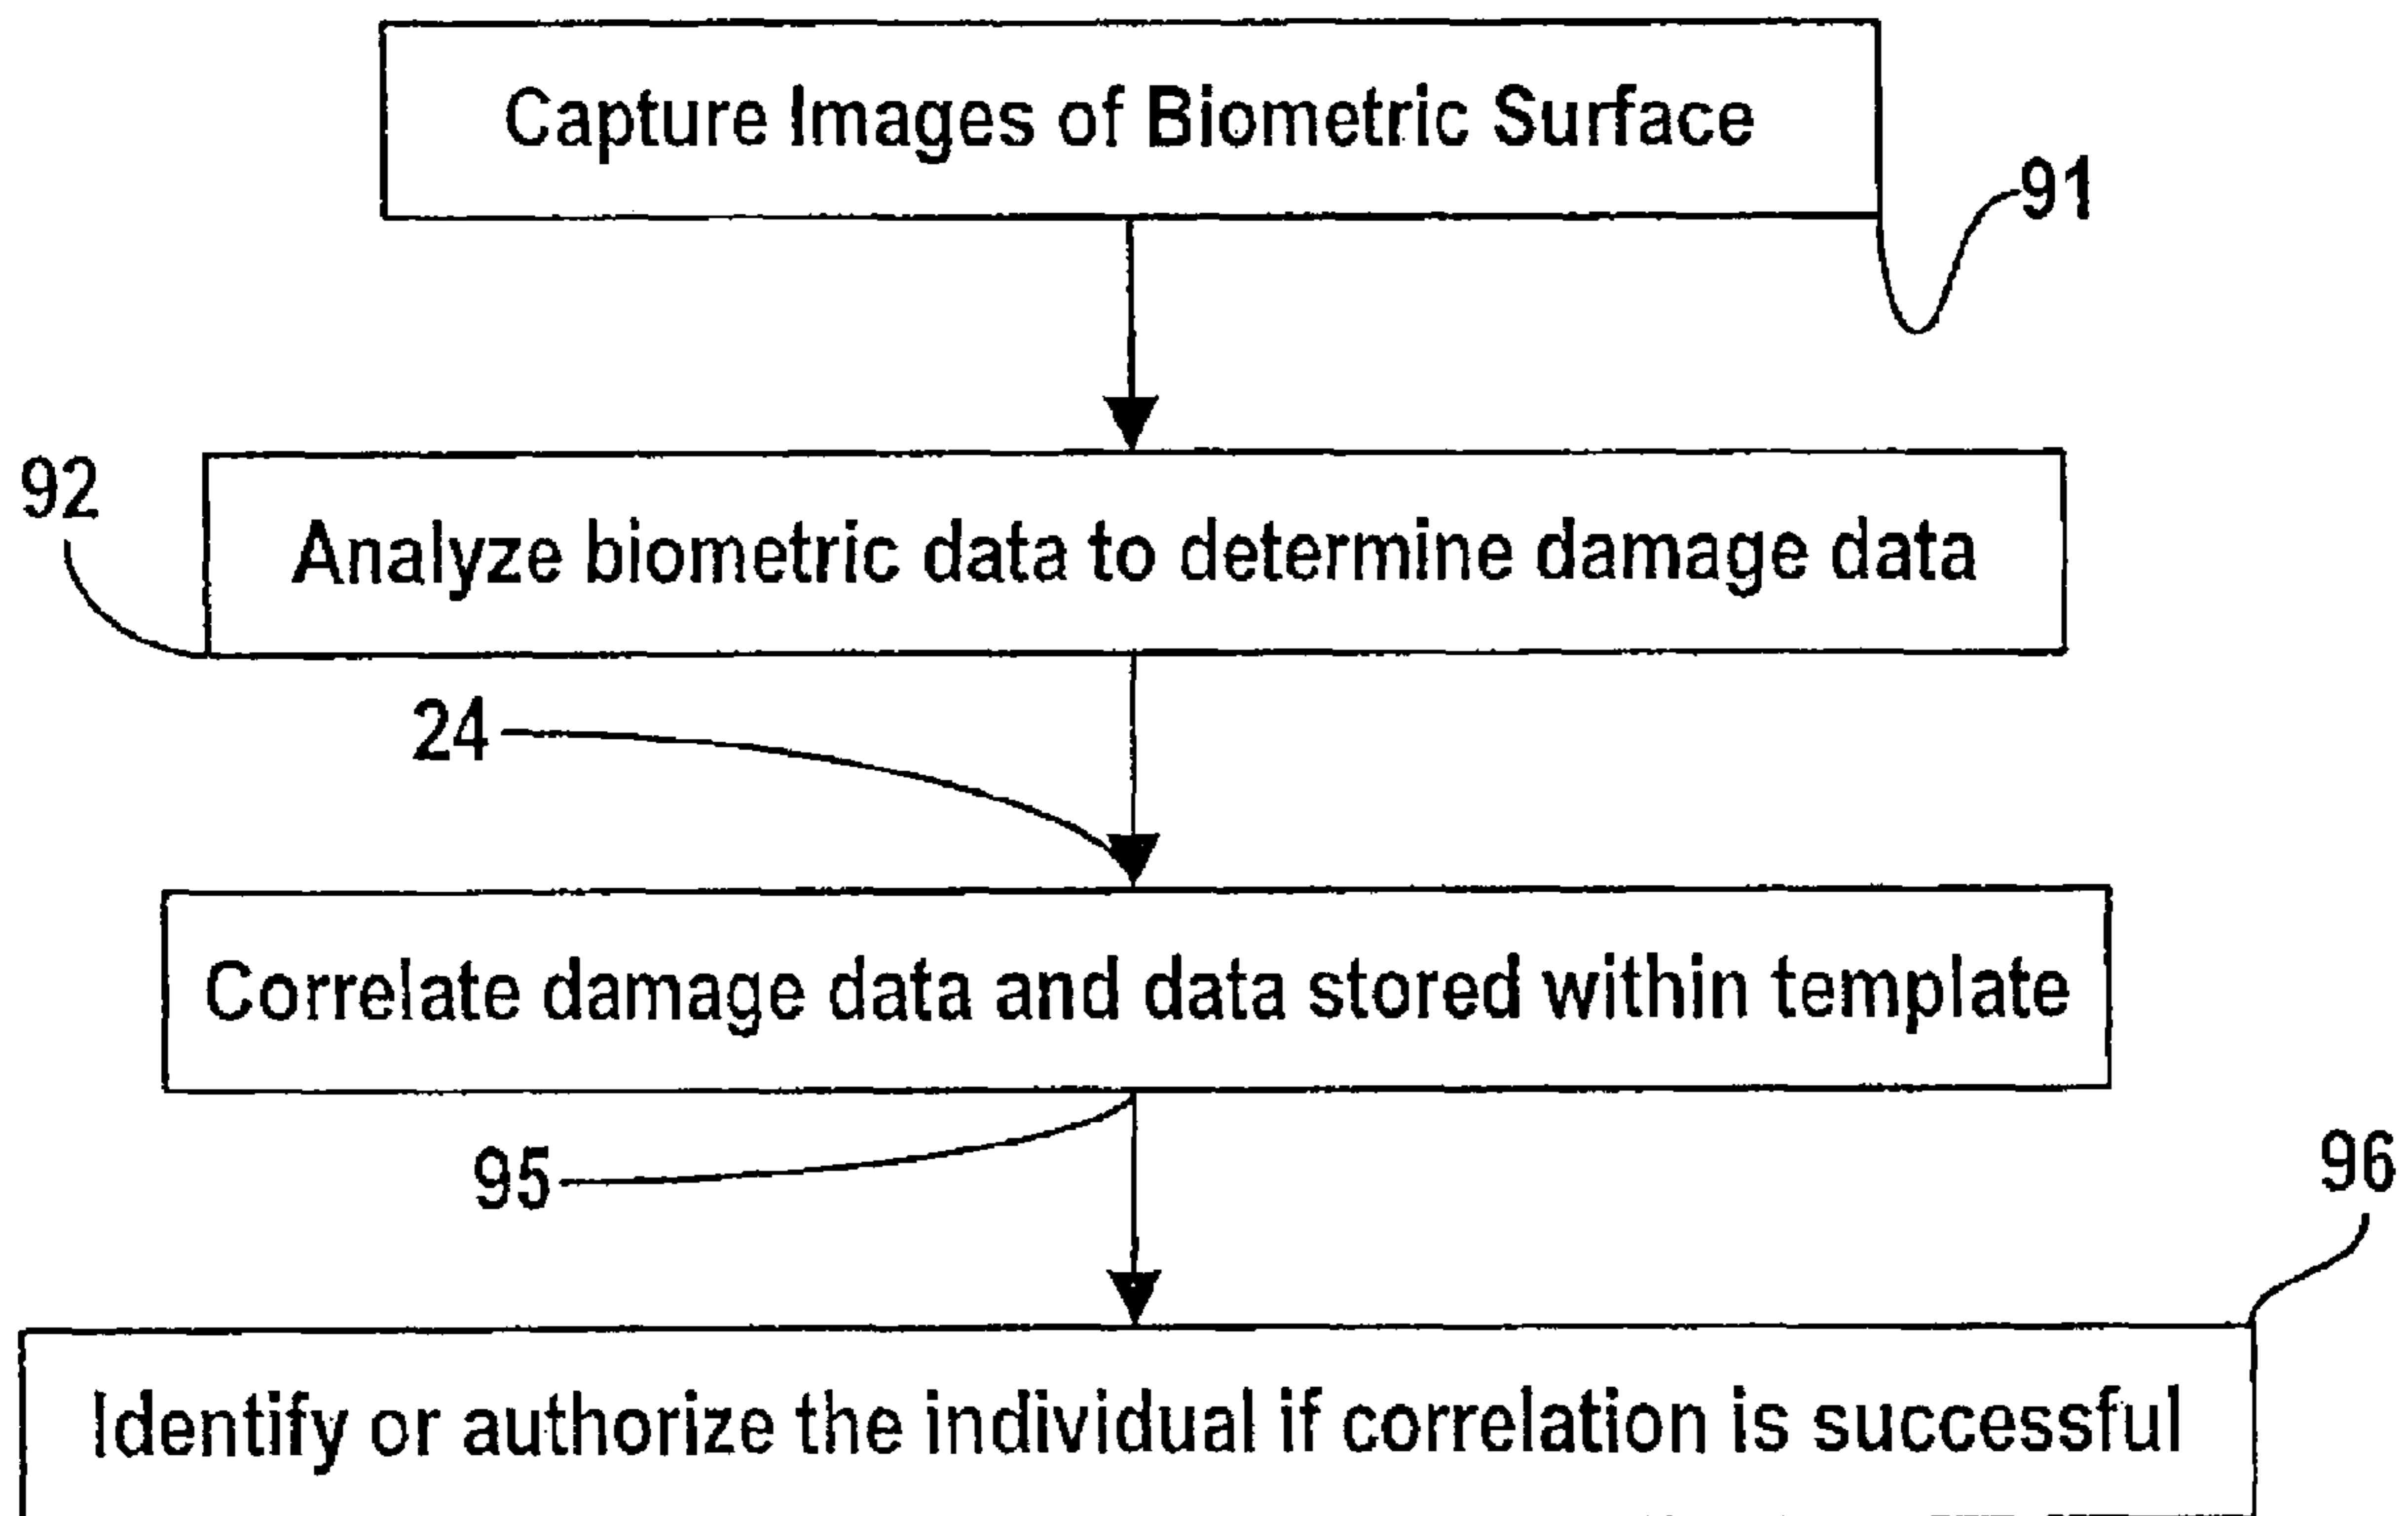 Capture Images of Biometric Surface
91
92
Analyze biometric data to determine damage data
24
Correlate damage data and data stored within template
95
96
Identify or authorize the individual if correlation is successful